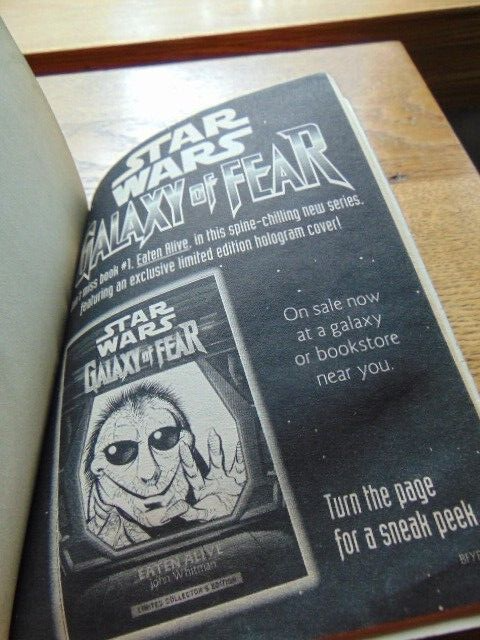 STAR
WARS
GALAXY of FEAR
miss book #1, Eaten Alive, in this spine-chilling new series,
featuring an exclusive limited edition hologram cover!
On sale now
at a galaxy
or bookstore
near you.
STAR
WARS
GALAXY of FEAR
EATEN ALIVE
John Whitman
LIMITED COLLECTOR'S EDITION
Turn the page
for a sneak peek